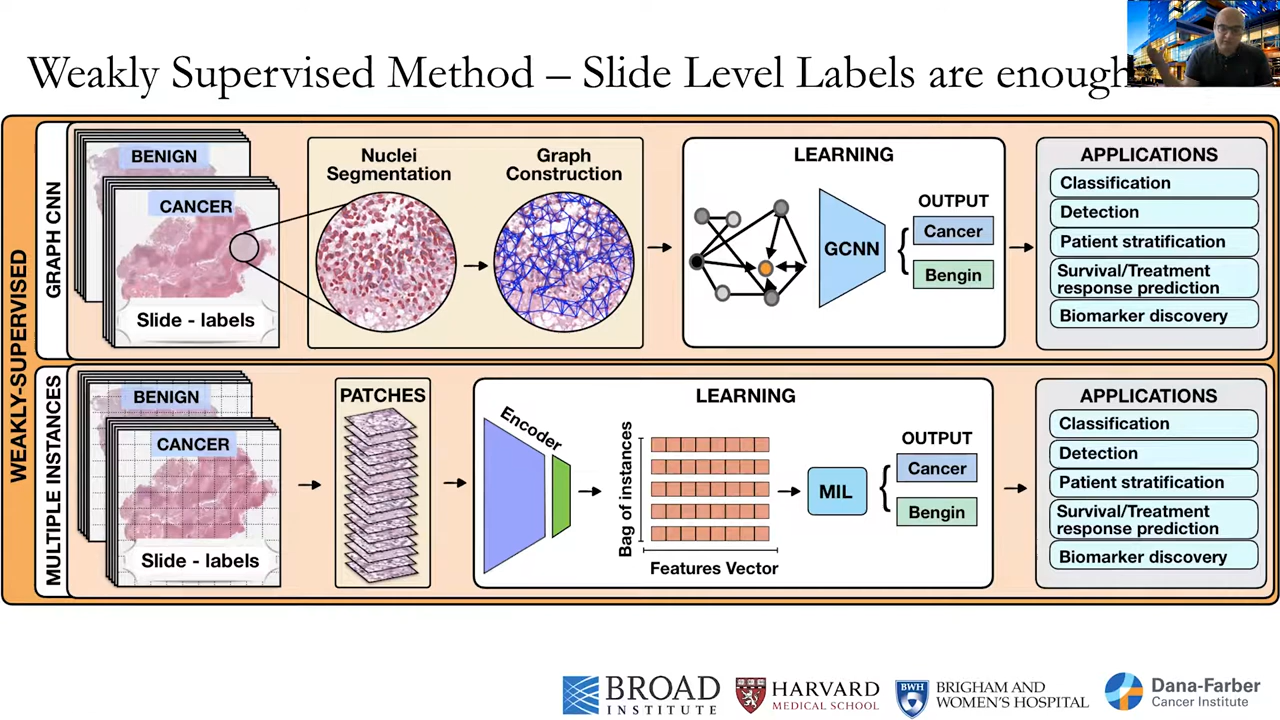 Weakly Supervised Method – Slide Level Labels are enough
WEAKLY-SUPERVISED
GRAPH CNN
BENIGN
CANCER
Slide - labels
Nuclei
Segmentation
Graph
Construction
LEARNING
GCNN
OUTPUT
Cancer
Bengin
APPLICATIONS
Classification
Detection
Patient stratification
Survival/Treatment
response prediction
Biomarker discovery
MULTIPLE INSTANCES
BENIGN
CANCER
Slide - labels
PATCHES
LEARNING
Encoder
Bag of instances
Features Vector
MIL
OUTPUT
Cancer
Bengin
APPLICATIONS
Classification
Detection
Patient stratification
Survival/Treatment
response prediction
Biomarker discovery
BROAD
INSTITUTE
HARVARD
MEDICAL SCHOOL
BWH
BRIGHAM AND
WOMEN'S HOSPITAL
Dana-Farber
Cancer Institute